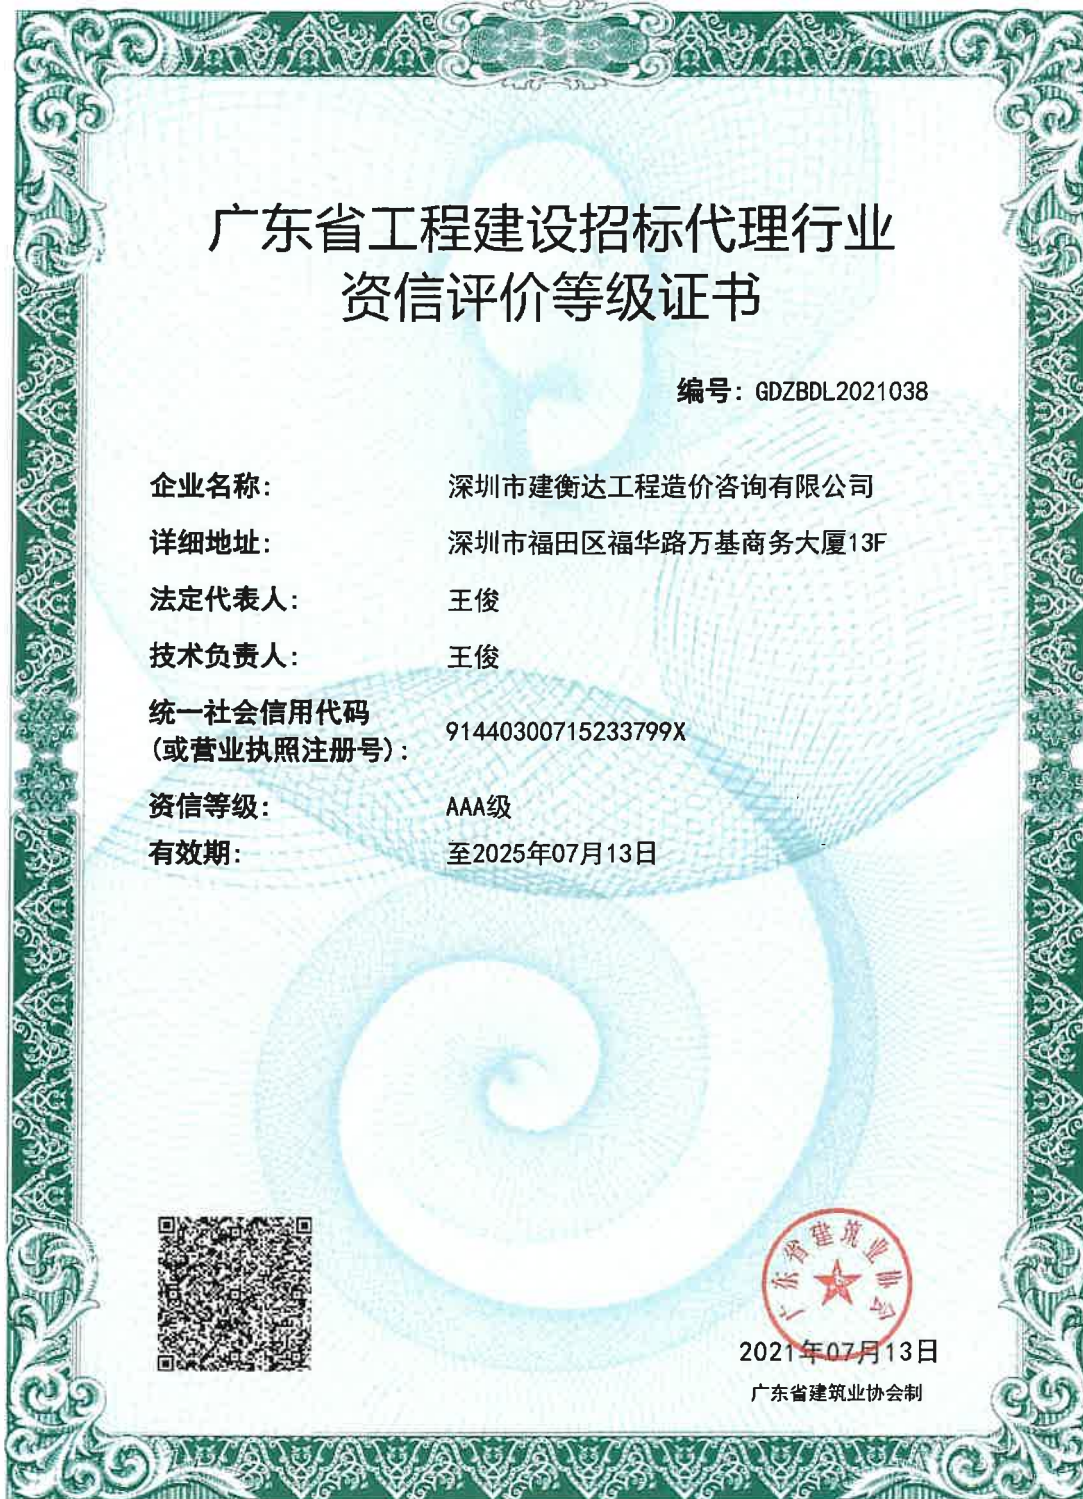 广东省工程建设招标代理行业
资信评价等级证书
编号：GDZBDL2021038
企业名称： 深圳市建衡达工程造价咨询有限公司
详细地址： 深圳市福田区福华路万基商务大厦13F
法定代表人： 王俊
技术负责人： 王俊
统一社会信用代码
(或营业执照注册号)： 91440300715233799X
资信等级： AAA级
有效期： 至2025年07月13日
广东省建筑业协会
2021年07月13日
广东省建筑业协会制